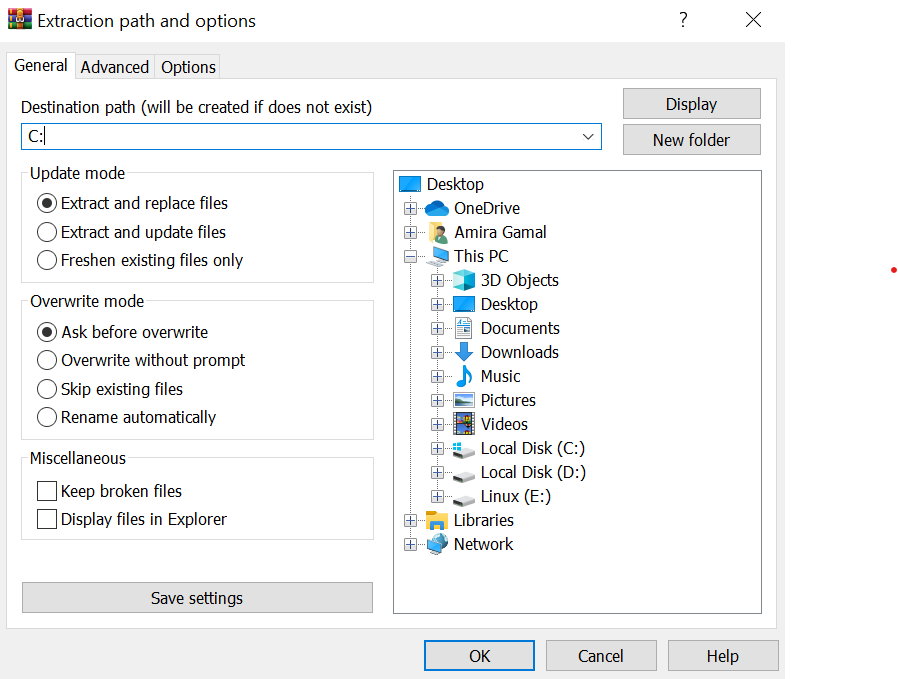 Extraction path and options
?
General Advanced Options
Destination path (will be created if does not exist)
Display
C:
New folder
Update mode
Extract and replace files
Extract and update files
Freshen existing files only
Overwrite mode
Ask before overwrite
Overwrite without prompt
Skip existing files
Rename automatically
Miscellaneous
Keep broken files
Display files in Explorer
Save settings
Desktop
OneDrive
Amira Gamal
This PC
3D Objects
Desktop
Documents
Downloads
Music
Pictures
Videos
Local Disk (C:)
Local Disk (D:)
Linux (E:)
Libraries
Network
OK Cancel Help